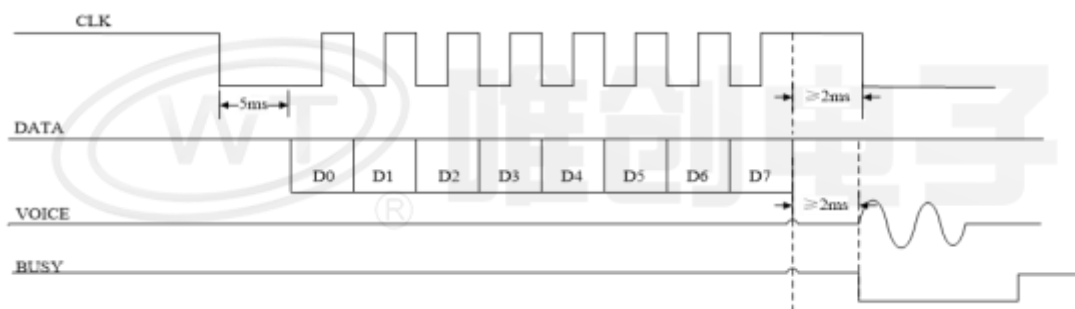 CLK
5ms
≥2ms
DATA
D0 D1 D2 D3 D4 D5 D6 D7
≥2ms
VOICE
BUSY
WT 唯创电子
®